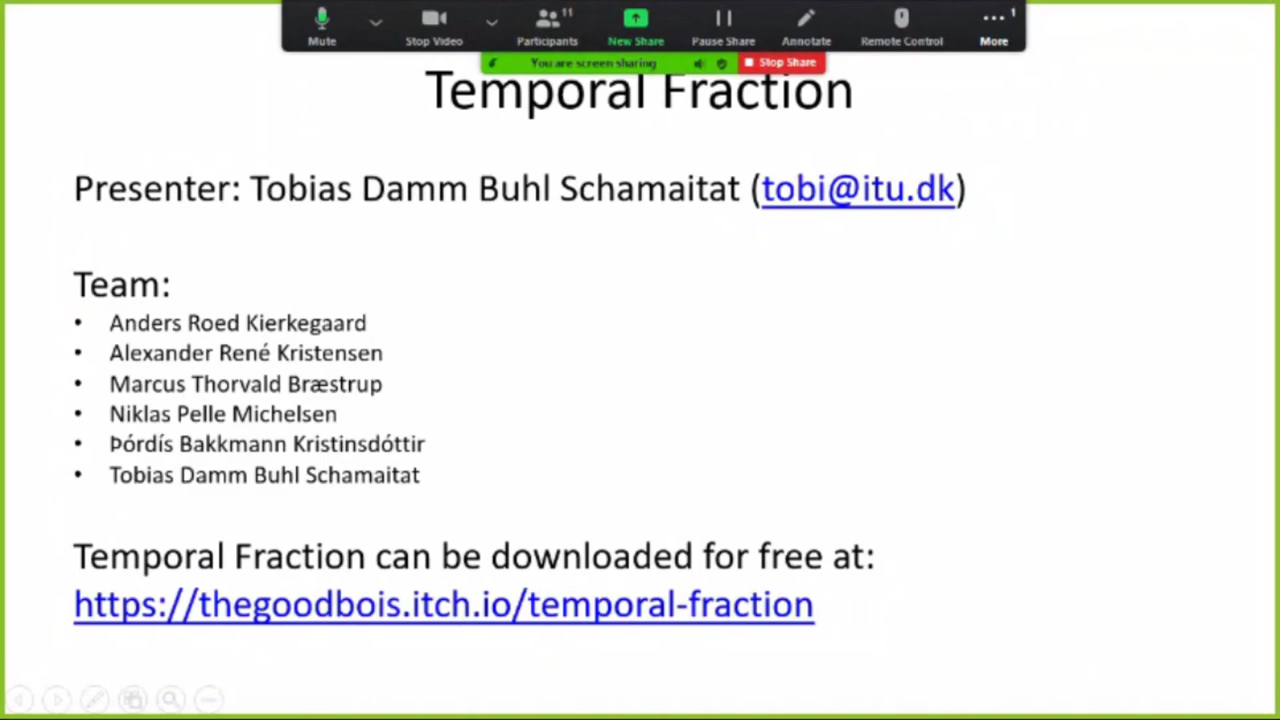 Mute
Stop Video
Participants
11
New Share
Pause Share
Annotate
Remote Control
More
1
You are screen sharing
Stop Share
Temporal Fraction
Presenter: Tobias Damm Buhl Schamaitat (tobi@itu.dk)
Team:
• Anders Roed Kierkegaard
• Alexander René Kristensen
• Marcus Thorvald Bræstrup
• Niklas Pelle Michelsen
• Þórdís Bakkmann Kristinsdóttir
• Tobias Damm Buhl Schamaitat
Temporal Fraction can be downloaded for free at:
https://thegoodbois.itch.io/temporal-fraction